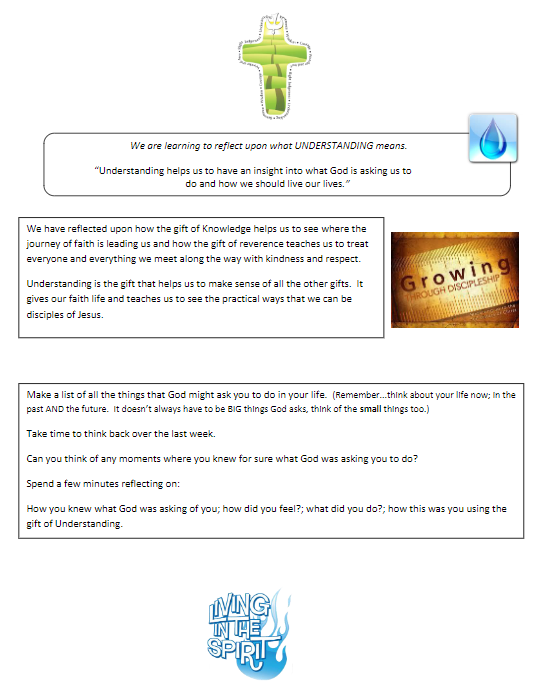 We are learning to reflect upon what UNDERSTANDING means.
“Understanding helps us to have an insight into what God is asking us to
do and how we should live our lives.”
We have reflected upon how the gift of Knowledge helps us to see where the
journey of faith is leading us and how the gift of reverence teaches us to treat
everyone and everything we meet along the way with kindness and respect.
Understanding is the gift that helps us to make sense of all the other gifts. It
gives our faith life and teaches us to see the practical ways that we can be
disciples of Jesus.
Growing
THROUGH DISCIPLESHIP
Make a list of all the things that God might ask you to do in your life. (Remember...think about your life now; in the
past AND the future. It doesn’t always have to be BIG things God asks, think of the small things too.)
Take time to think back over the last week.
Can you think of any moments where you knew for sure what God was asking you to do?
Spend a few minutes reflecting on:
How you knew what God was asking of you; how did you feel?; what did you do?; how this was you using the
gift of Understanding.
LIVING
IN THE
SPIRIT